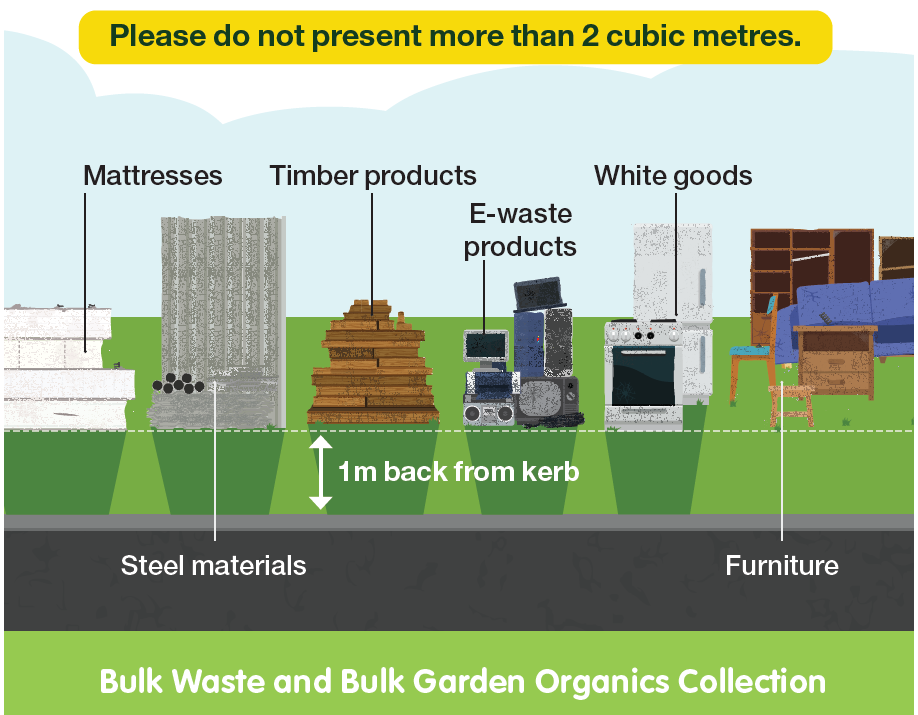 Please do not present more than 2 cubic metres.
Mattresses
Timber products
White goods
E-waste
products
1m back from kerb
Steel materials
Furniture
Bulk Waste and Bulk Garden Organics Collection